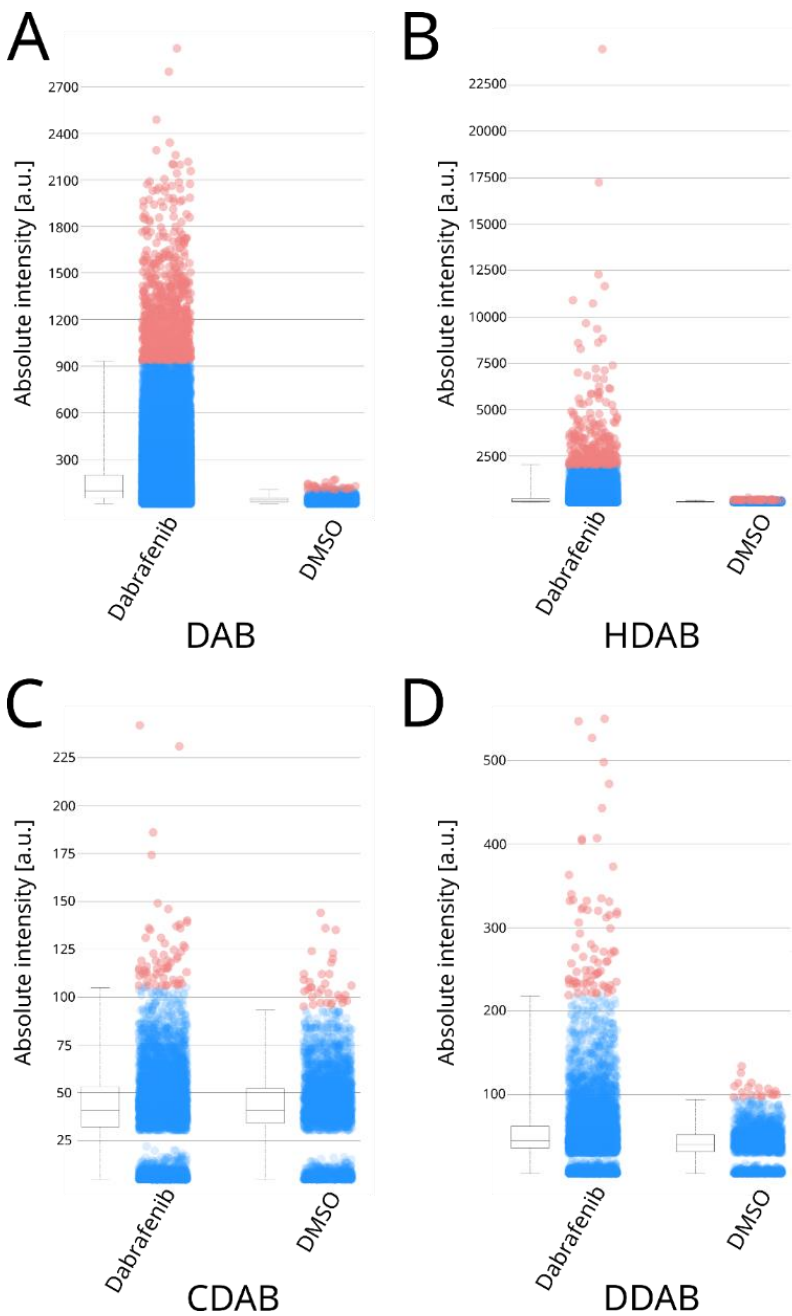 A
Absolute intensity [a.u.]
2700
2400
2100
1800
1500
1200
900
600
300
Dabrafenib
DMSO
DAB
B
Absolute intensity [a.u.]
22500
20000
17500
15000
12500
10000
7500
5000
2500
Dabrafenib
DMSO
HDAB
C
Absolute intensity [a.u.]
225
200
175
150
125
100
75
50
25
Dabrafenib
DMSO
CDAB
D
Absolute intensity [a.u.]
500
400
300
200
100
Dabrafenib
DMSO
DDAB